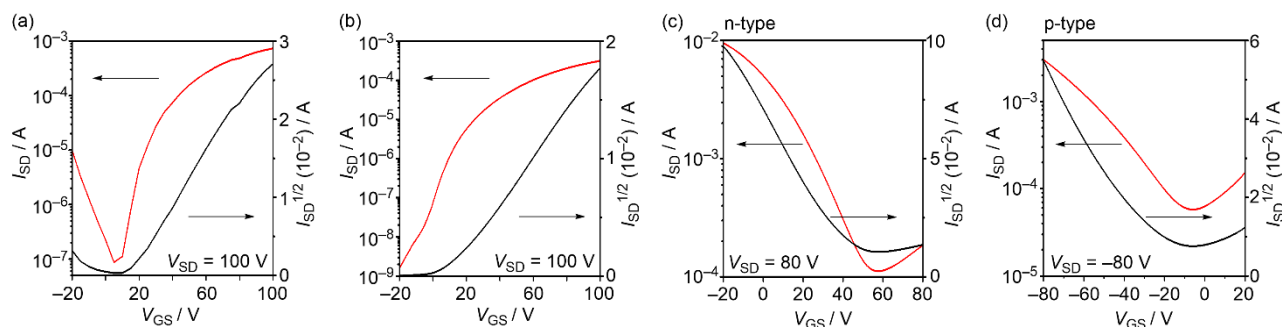 (a)
10⁻³
10⁻⁴
10⁻⁵
10⁻⁶
10⁻⁷
I_SD / A
3
2
1
0
I_SD^1/2 (10⁻²) / A
V_SD = 100 V
−20 20 60 100
V_GS / V
(b)
10⁻³
10⁻⁴
10⁻⁵
10⁻⁶
10⁻⁷
10⁻⁸
10⁻⁹
I_SD / A
2
1
0
I_SD^1/2 (10⁻²) / A
V_SD = 100 V
−20 20 60 100
V_GS / V
(c) n-type
10⁻²
10⁻³
10⁻⁴
I_SD / A
10
5
0
I_SD^1/2 (10⁻²) / A
V_SD = 80 V
−20 0 20 40 60 80
V_GS / V
(d) p-type
10⁻³
10⁻⁴
10⁻⁵
I_SD / A
6
4
2
0
I_SD^1/2 (10⁻²) / A
V_SD = −80 V
−80 −60 −40 −20 0 20
V_GS / V